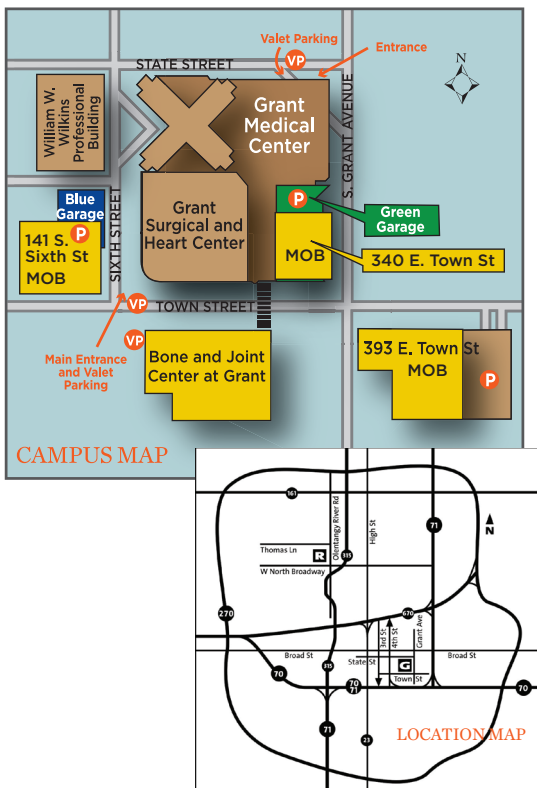 Valet Parking
VP
Entrance
STATE STREET
N
William W.
Wilkins
Professional
Building
Grant
Medical
Center
S. GRANT AVENUE
SIXTH STREET
Blue
Garage
P
141 S.
Sixth St
MOB
Grant
Surgical and
Heart Center
P
Green
Garage
MOB
340 E. Town St
VP
TOWN STREET
VP
Main Entrance
and Valet
Parking
Bone and Joint
Center at Grant
393 E. Town St
MOB
P
CAMPUS MAP
161
Olentangy River Rd
High St
71
N
Thomas Ln
R
315
W North Broadway
270
670
3rd St
4th St
Grant Ave
Broad St
State St
Broad St
G
315
70
Town St
70
71
70
71
23
LOCATION MAP